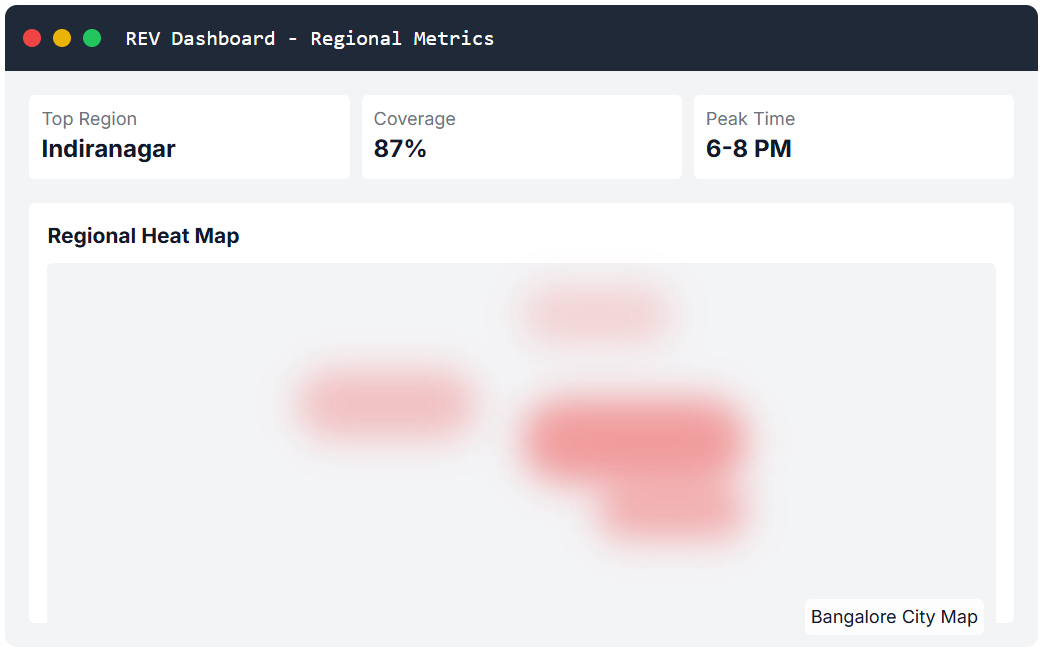 REV Dashboard - Regional Metrics
Top Region
Indiranagar
Coverage
87%
Peak Time
6-8 PM
Regional Heat Map
Bangalore City Map